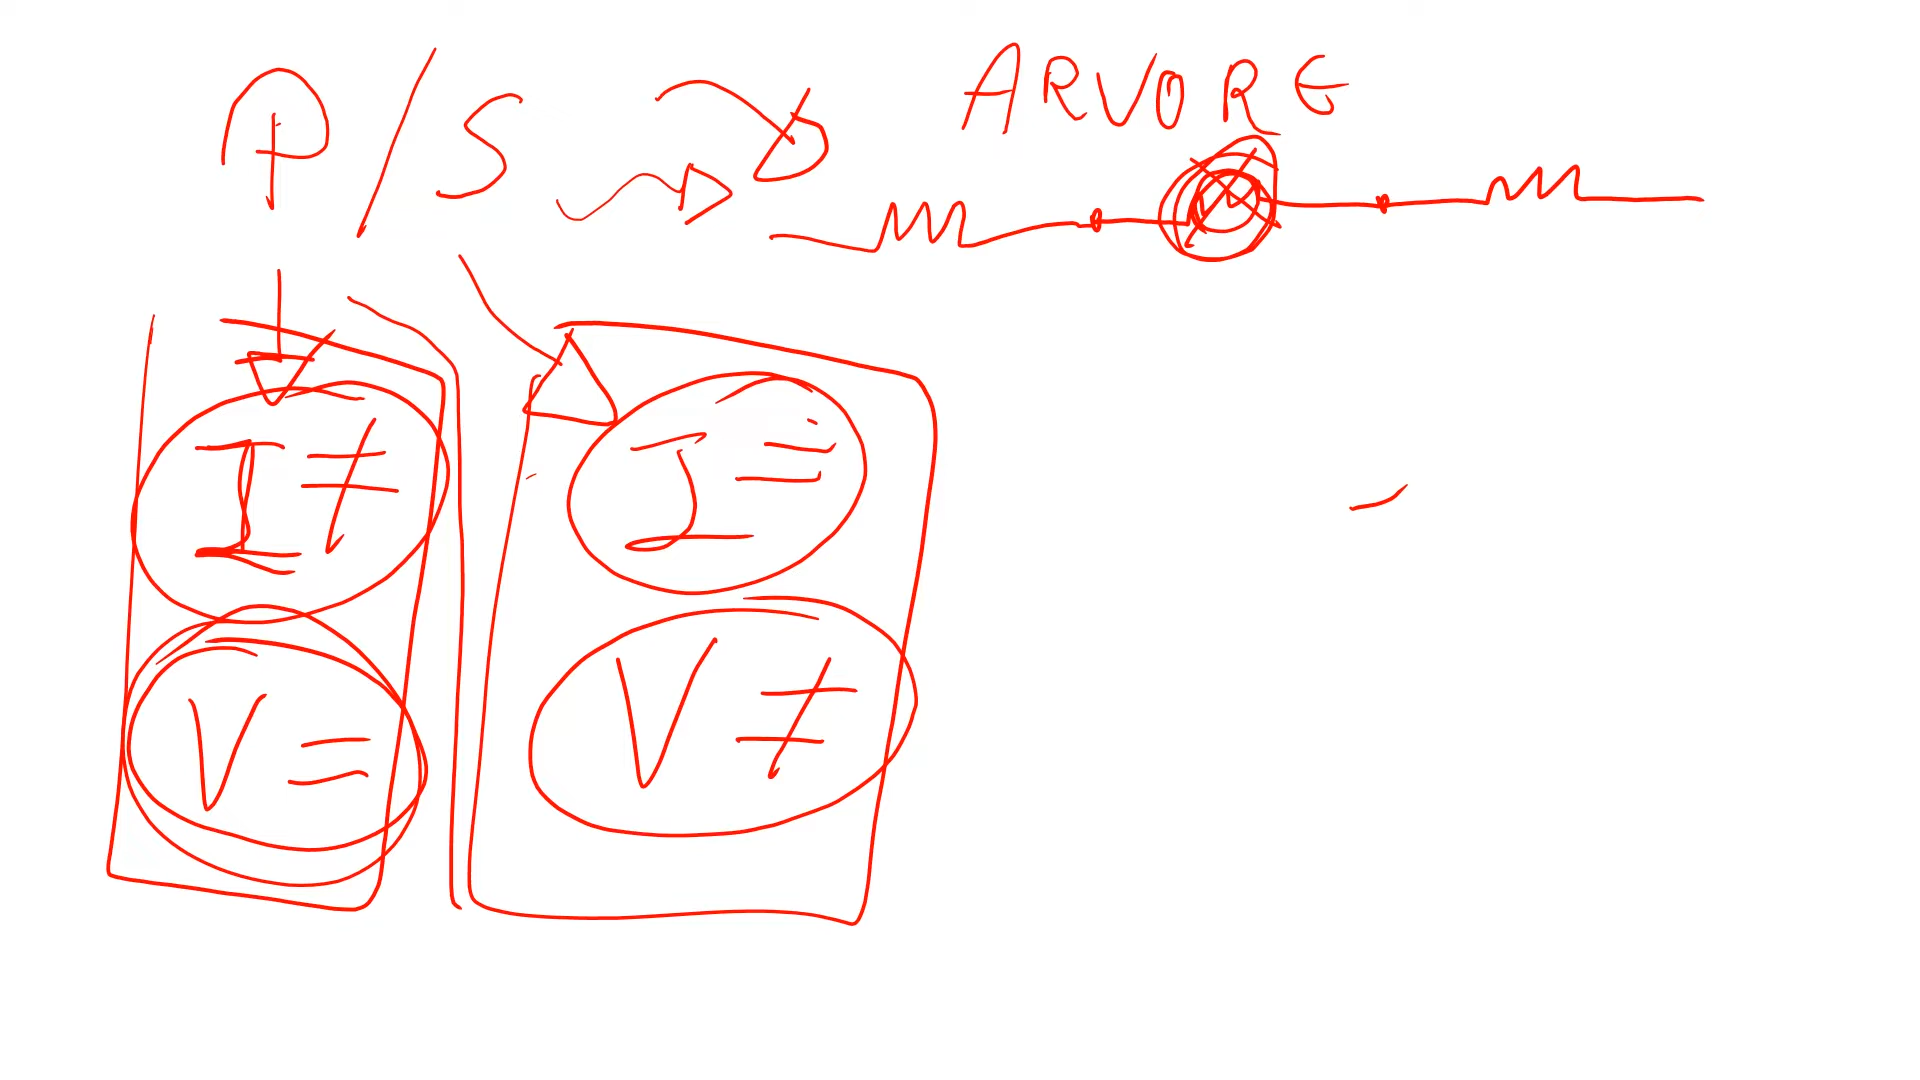 P/S ARVORE
I ≠ I =
V = V ≠